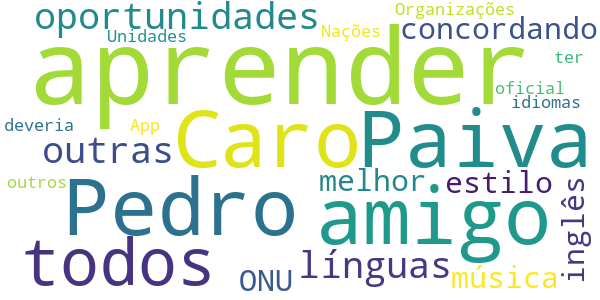 Organizações
oportunidades
Unidades
Nações
concordando
aprender
ter
oficial
idiomas
deveria
App
Caro
Paiva
outras
outros
Pedro
melhor
estilo
amigo
inglês
todos
ONU
línguas
música